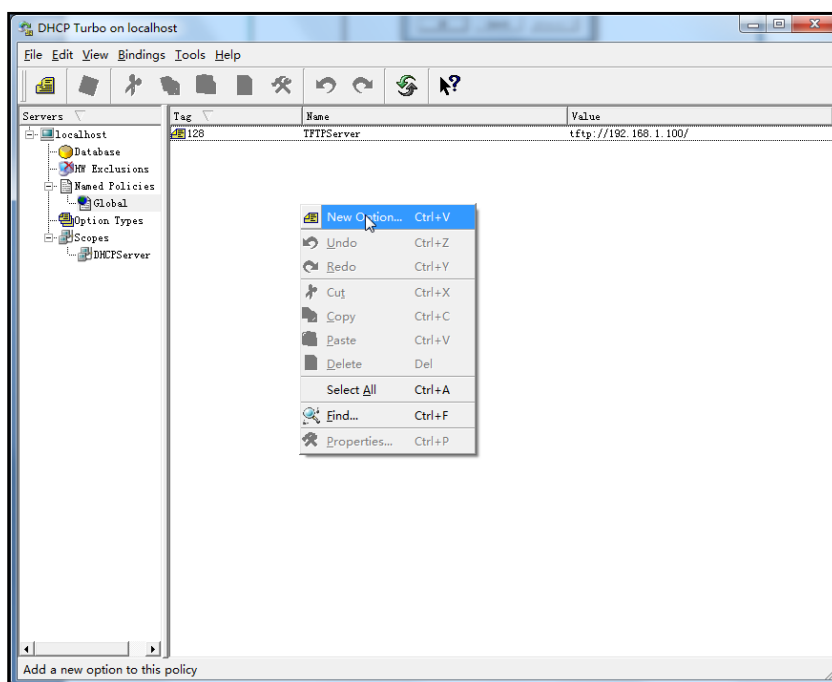 DHCP Turbo on localhost
File Edit View Bindings Tools Help
Servers Tag Name Value
localhost
128 TFTPServer tftp://192.168.1.100/
Database
HW Exclusions
Named Policies
Global
Option Types
Scopes
DHCPServer
New Option... Ctrl+V
Undo Ctrl+Z
Redo Ctrl+Y
Cut Ctrl+X
Copy Ctrl+C
Paste Ctrl+V
Delete Del
Select All Ctrl+A
Find... Ctrl+F
Properties... Ctrl+P
Add a new option to this policy